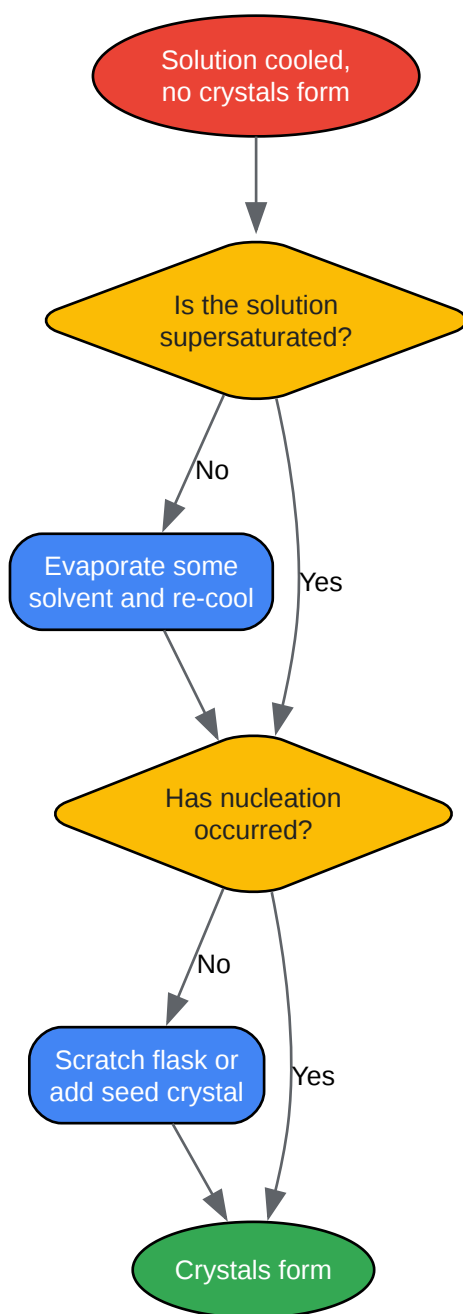 Solution cooled,
no crystals form
Is the solution
supersaturated?
No
Evaporate some
solvent and re-cool
Yes
Has nucleation
occurred?
No
Scratch flask or
add seed crystal
Yes
Crystals form